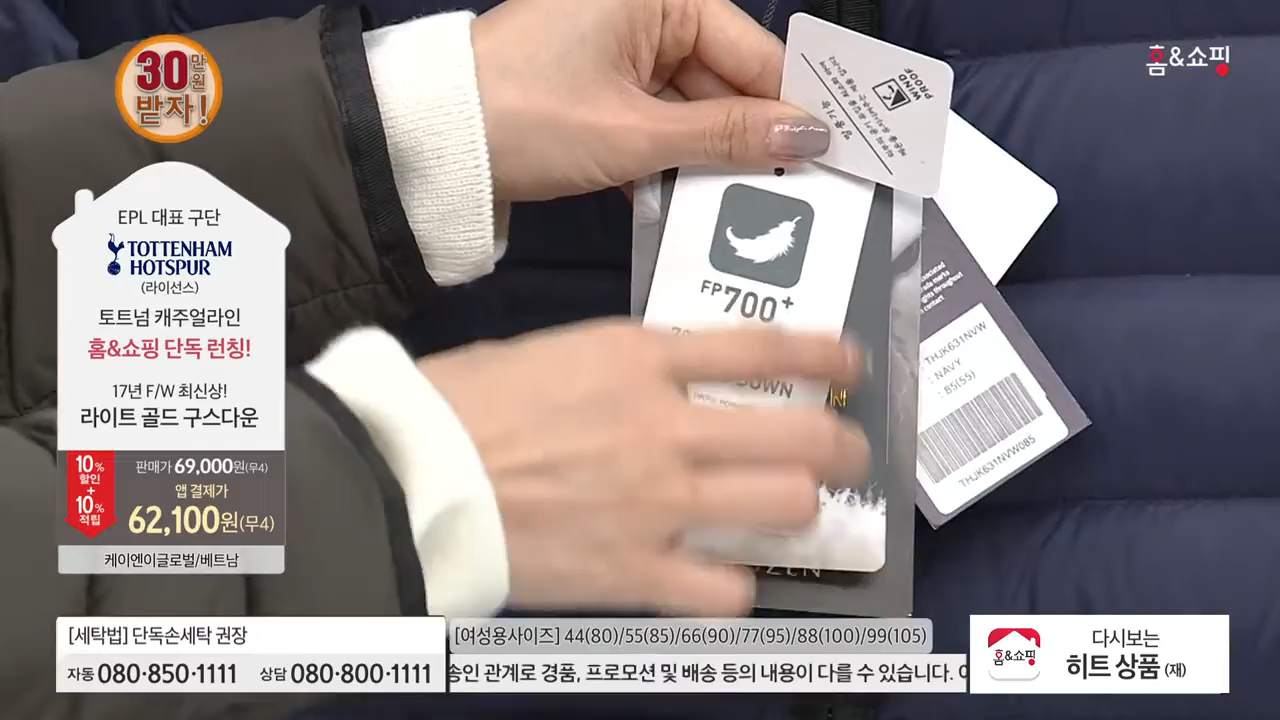 30만원
받자!
홈&쇼핑
EPL 대표 구단
TOTTENHAM
HOTSPUR
(라이선스)
토트넘 캐주얼라인
홈&쇼핑 단독 런칭!
17년 F/W 최신상!
라이트 골드 구스다운
10%
할인
+
10%
적립
판매가 69,000원(무4)
앱 결제가
62,100원(무4)
케이엔이글로벌/베트남
WIND
PROOF
방풍기능
FP700+
DOWN
THJK631NVW
: NAVY
: 85(55)
THJK631NVW085
[세탁법] 단독손세탁 권장
자동 080·850·1111 상담 080·800·1111
[여성용사이즈] 44(80)/55(85)/66(90)/77(95)/88(100)/99(105)
송인 관계로 경품, 프로모션 및 배송 등의 내용이 다를 수 있습니다.
홈&쇼핑
다시보는
히트 상품 (재)